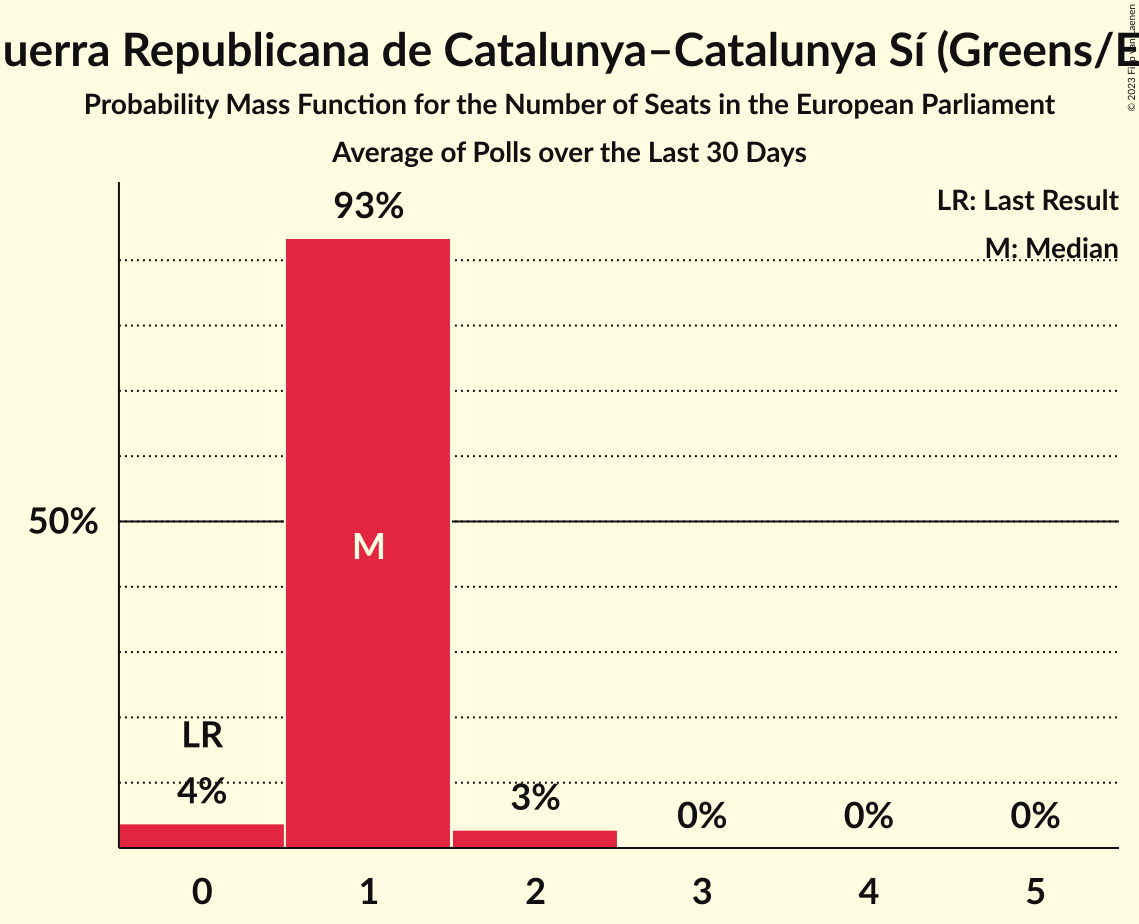 uerra Republicana de Catalunya–Catalunya Sí (Greens/E
Probability Mass Function for the Number of Seats in the European Parliament
Average of Polls over the Last 30 Days
LR: Last Result
M: Median
93%
50%
M
LR
4%
3%
0%
0%
0%
0
1
2
3
4
5
© 2023 Filip